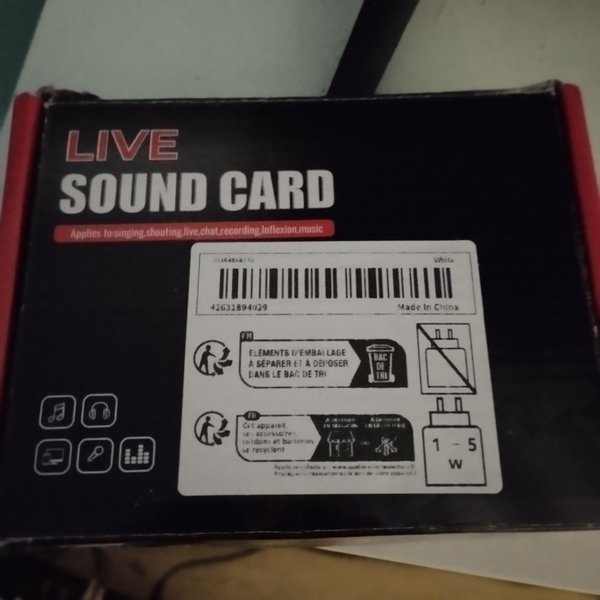 LIVE
SOUND CARD
Applies to:singing,shouting,live,chat,recording,Inflexion,music
White
42631894029
Made in China
FR
ÉLÉMENTS D'EMBALLAGE
À SÉPARER ET À DÉPOSER
DANS LE BAC DE TRI
BAC
DE
TRI
FR
Cet appareil,
ses accessoires,
cordons et batteries
se recyclent
1 - 5
W